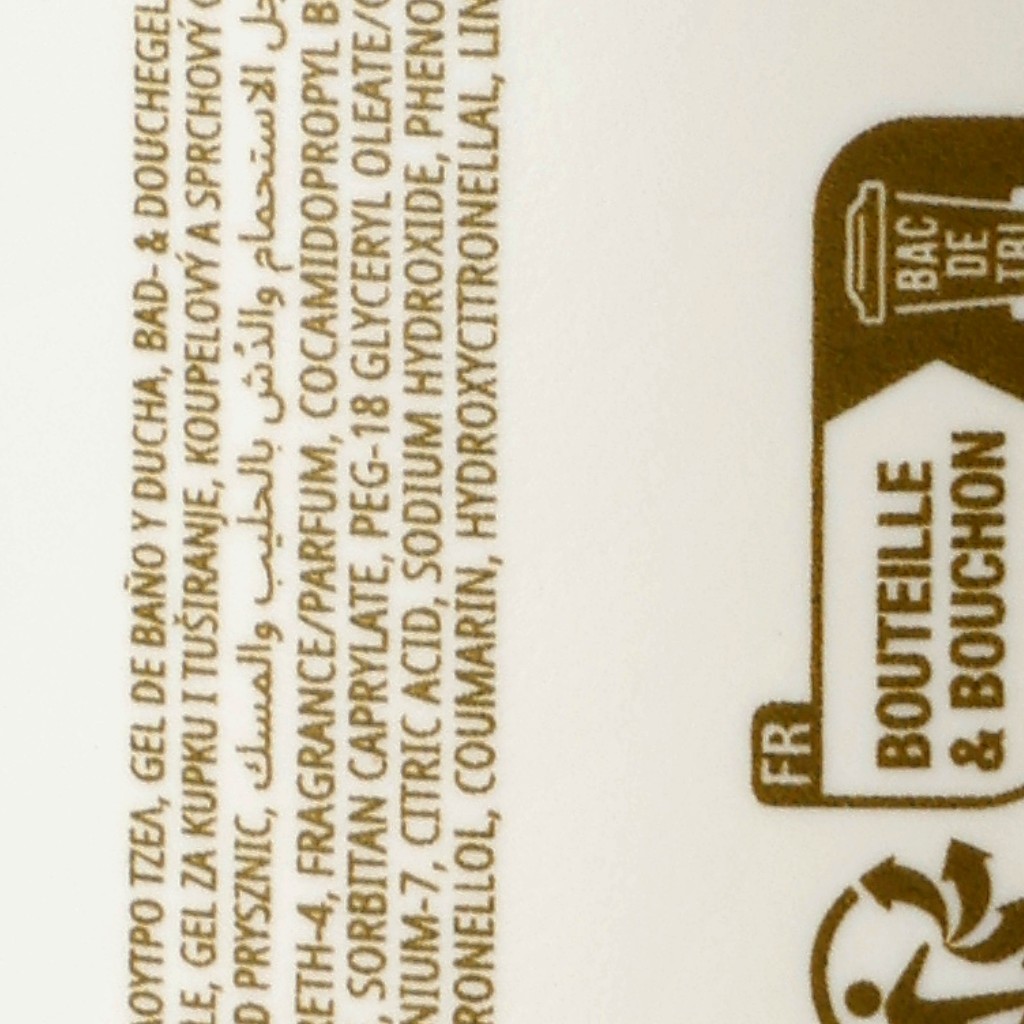 ΛΟΥΤΡΟ ΤΖΕΛ, GEL DE BAÑO Y DUCHA, BAD- & DOUCHEGEL
LE, GEL ZA KUPKU I TUŠIRANJE, KOUPELOVÝ A SPRCHOVÝ
D PRYSZNIC, جل الاستحمام والدُش بالحليب والمسك
ETH-4, FRAGRANCE/PARFUM, COCAMIDOPROPYL B
, SORBITAN CAPRYLATE, PEG-18 GLYCERYL OLEATE/
NIUM-7, CITRIC ACID, SODIUM HYDROXIDE, PHENO
RONELLOL, COUMARIN, HYDROXYCITRONELLAL, LIN
FR
BOUTEILLE
& BOUCHON
BAC
DE
TRI